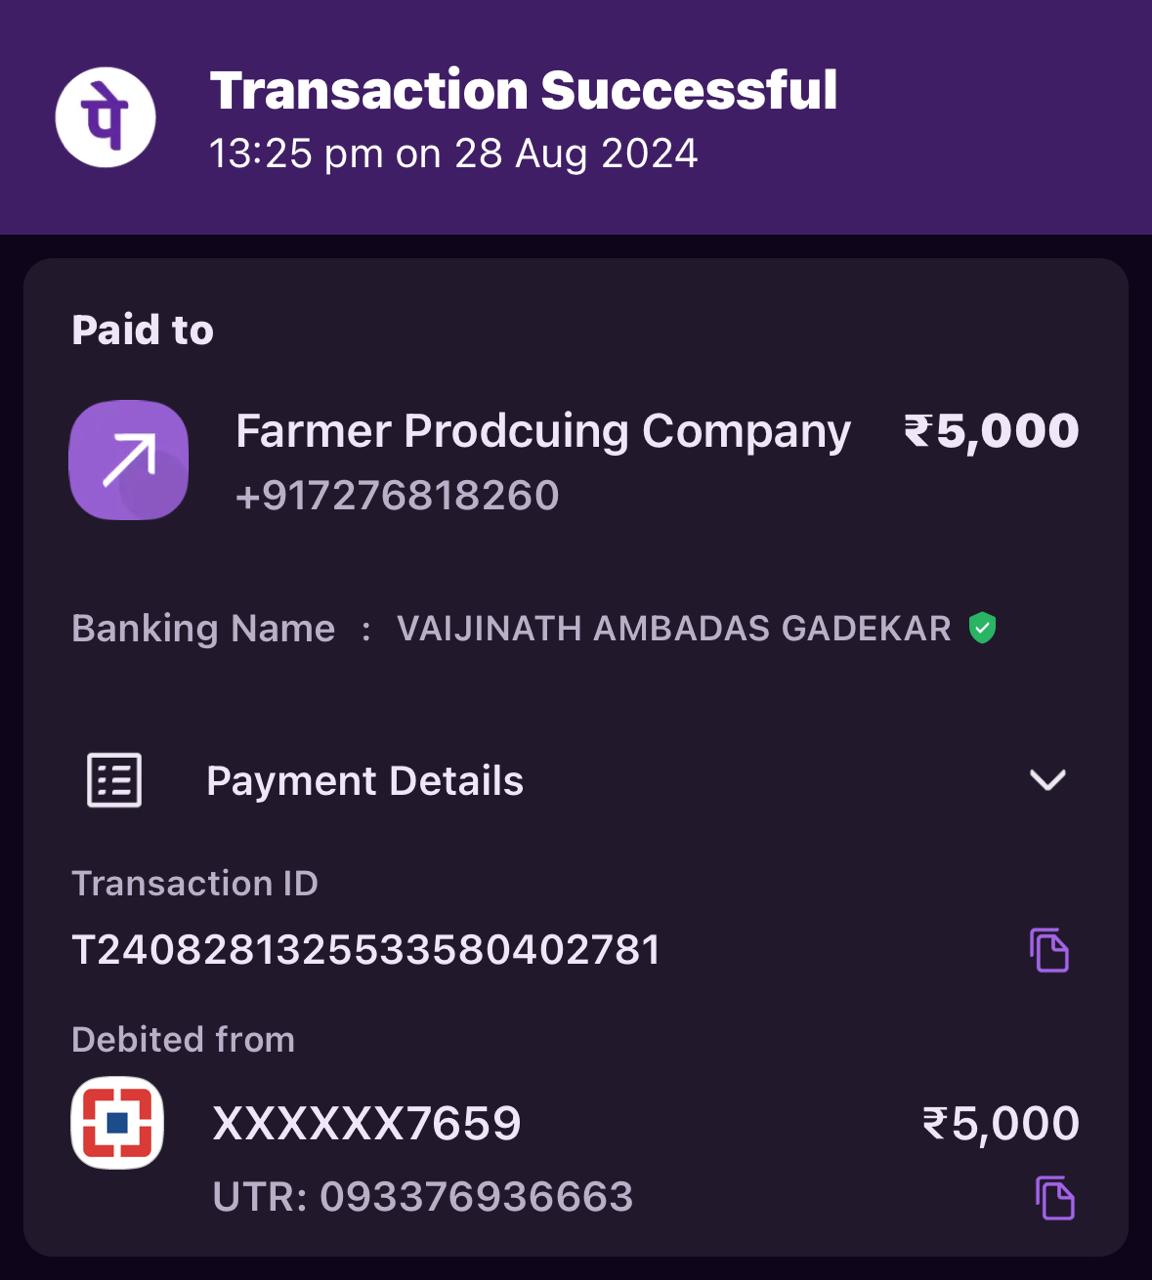 पे
Transaction Successful
13:25 pm on 28 Aug 2024
Paid to
Farmer Prodcuing Company ₹5,000
+917276818260
Banking Name : VAIJINATH AMBADAS GADEKAR
Payment Details
Transaction ID
T2408281325533580402781
Debited from
XXXXXX7659 ₹5,000
UTR: 093376936663